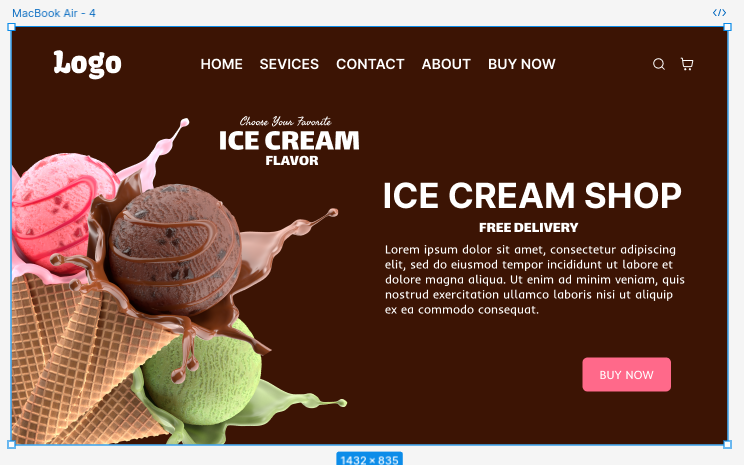 MacBook Air - 4
</>
Logo
HOME SEVICES CONTACT ABOUT BUY NOW
Choose Your Favorite
ICE CREAM
FLAVOR
ICE CREAM SHOP
FREE DELIVERY
Lorem ipsum dolor sit amet, consectetur adipiscing
elit, sed do eiusmod tempor incididunt ut labore et
dolore magna aliqua. Ut enim ad minim veniam, quis
nostrud exercitation ullamco laboris nisi ut aliquip
ex ea commodo consequat.
BUY NOW
1432 × 835